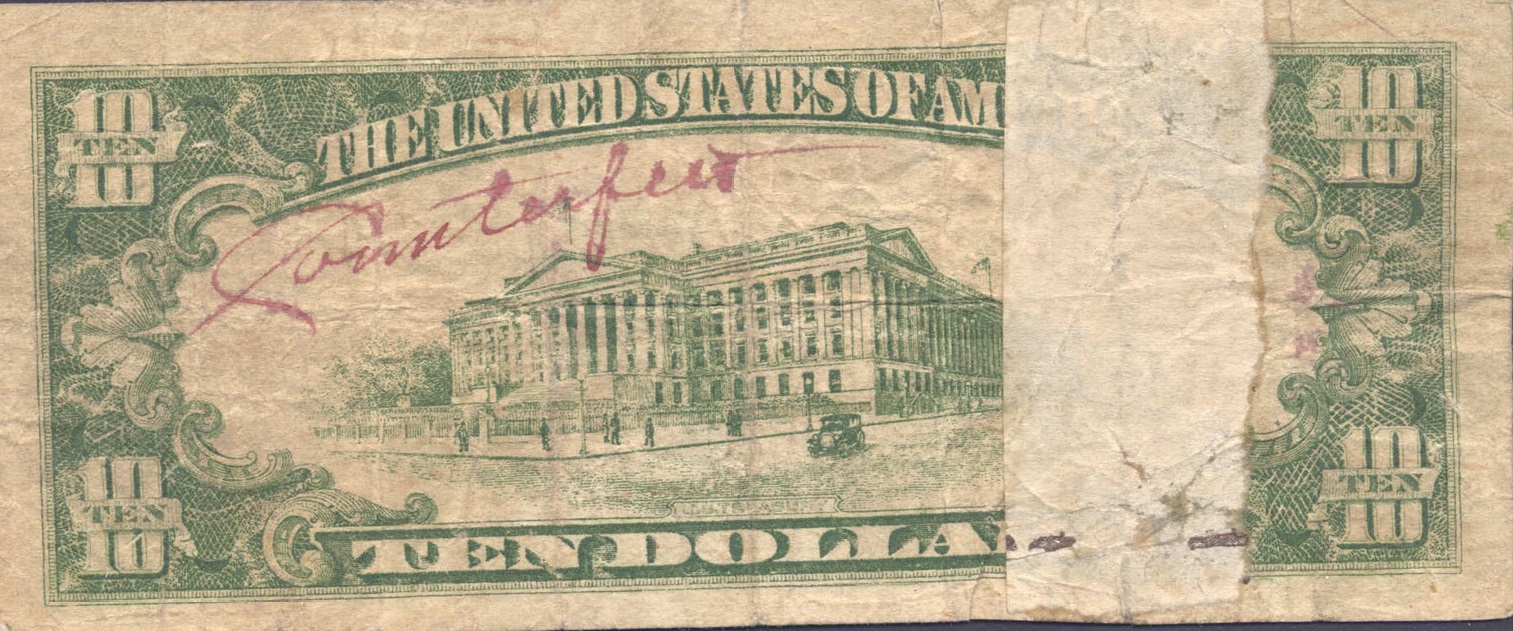 10 TEN 10
THE UNITED STATES OF AM
10 TEN 10
Counterfeit
10 TEN 10
TEN DOLLA
10 TEN 10